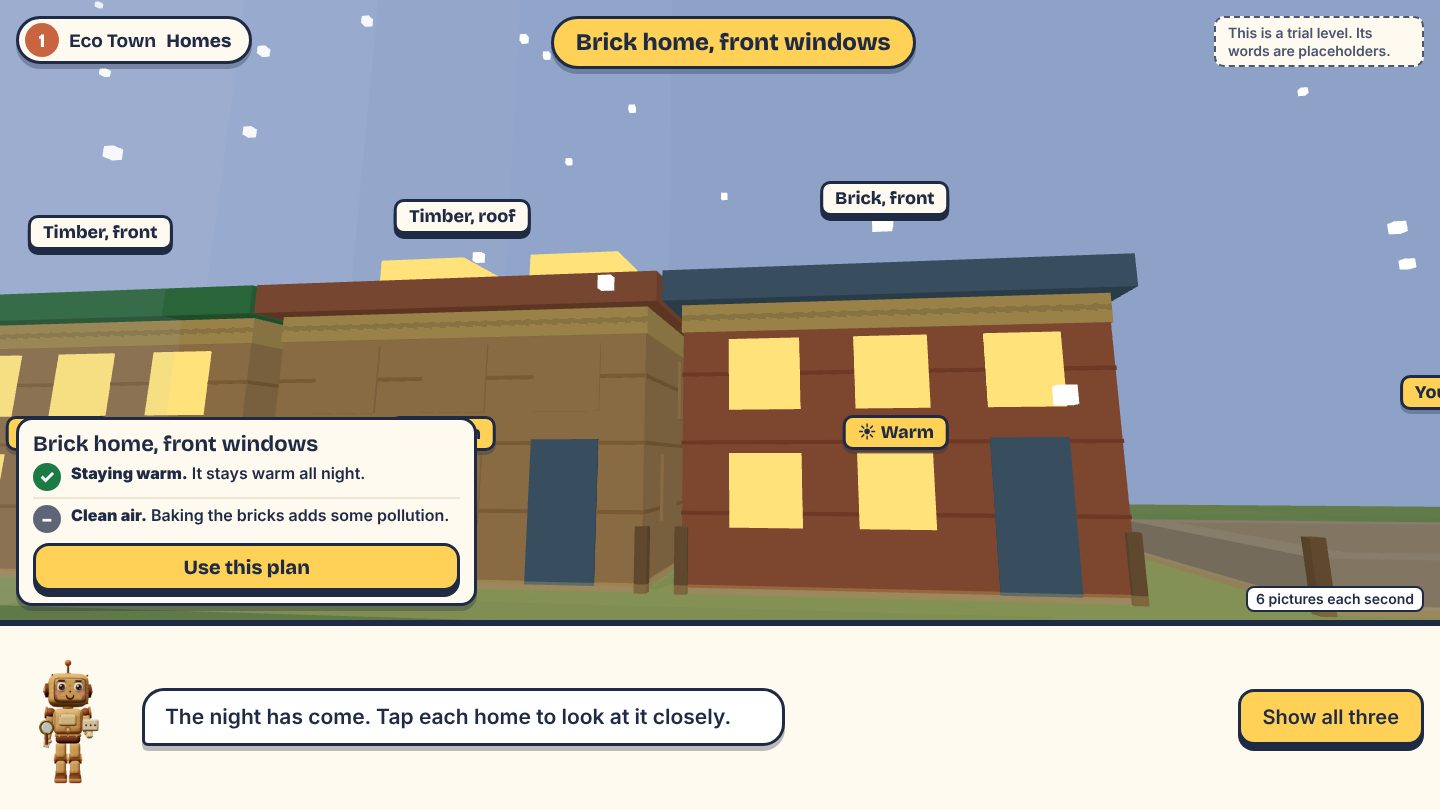 1 Eco Town Homes
Brick home, front windows
This is a trial level. Its
words are placeholders.
Timber, front
Timber, roof
Brick, front
You
☀ Warm
Brick home, front windows
Staying warm. It stays warm all night.
Clean air. Baking the bricks adds some pollution.
Use this plan
6 pictures each second
The night has come. Tap each home to look at it closely.
Show all three